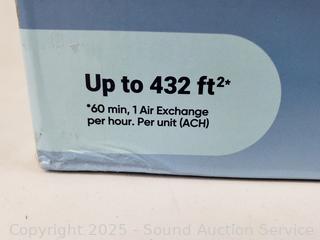 Up to 432 ft²*
*60 min, 1 Air Exchange
per hour. Per unit (ACH)
Copyright 2025 - Sound Auction Service